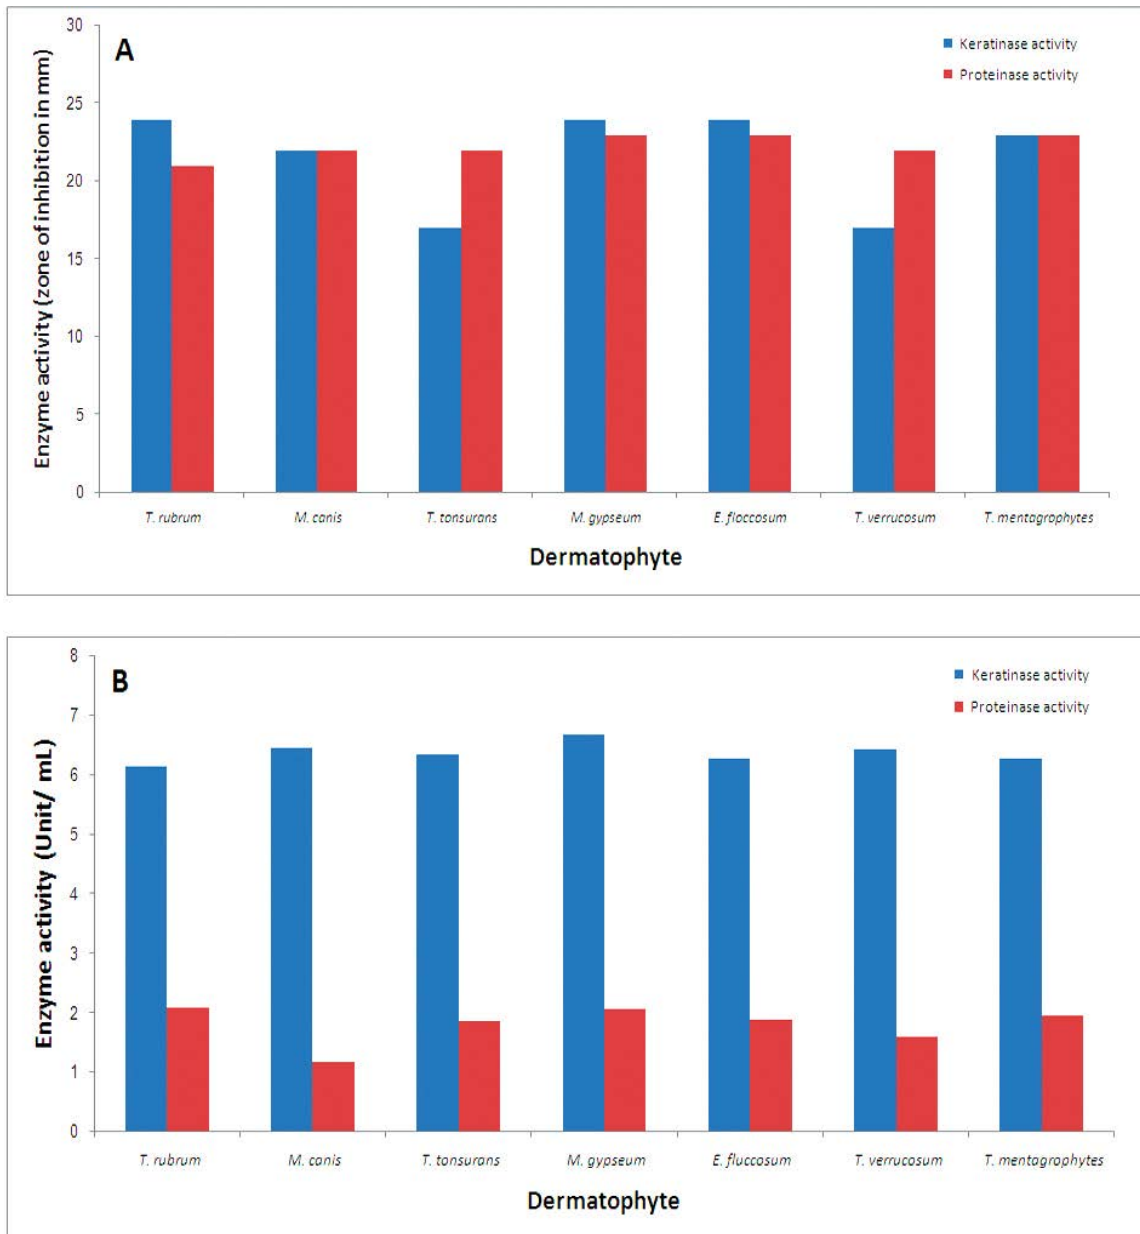 A
Keratinase activity
Proteinase activity
Enzyme activity (zone of inhibition in mm)
30
25
20
15
10
5
0
T. rubrum M. canis T. tonsurans M. gypseum E. floccosum T. verrucosum T. mentagrophytes
Dermatophyte
B
Keratinase activity
Proteinase activity
Enzyme activity (Unit/ mL)
8
7
6
5
4
3
2
1
0
T. rubrum M. canis T. tonsurans M. gypseum E. fluccosum T. verrucosum T. mentagrophytes
Dermatophyte